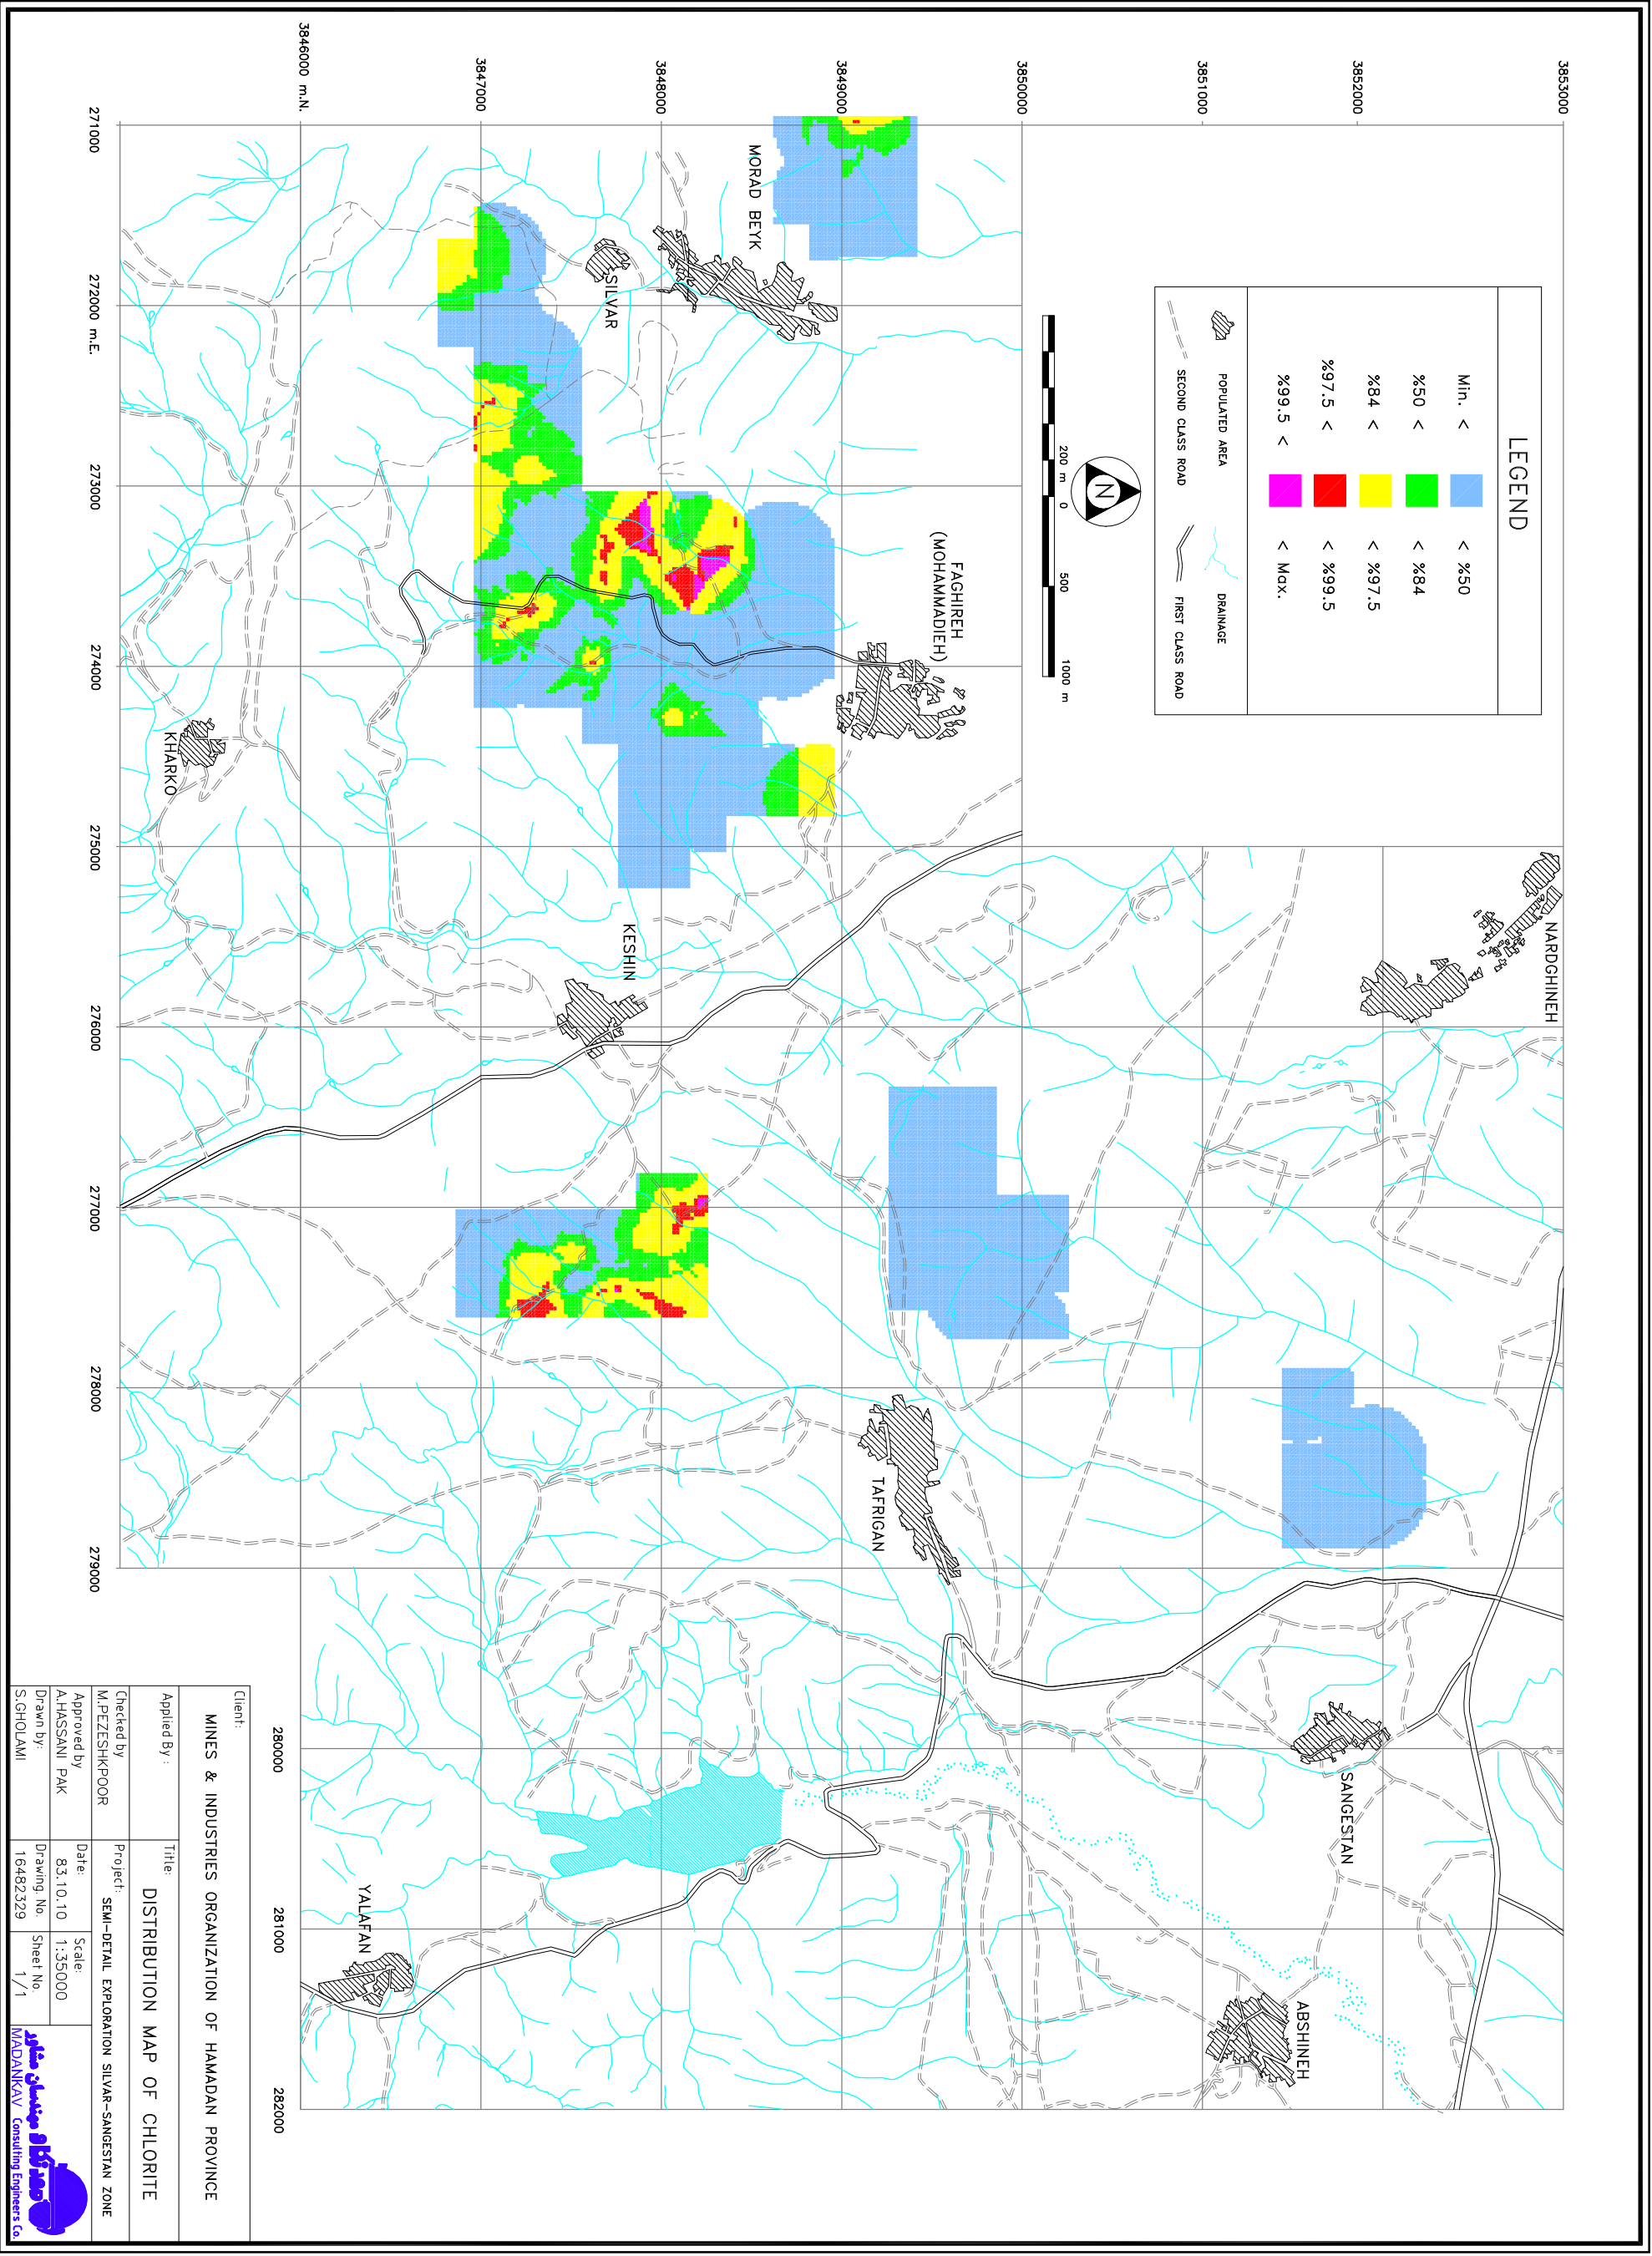 LEGEND
Min. < < %50
%50 < < %84
%84 < < %97.5
%97.5 < < %99.5
%99.5 < < Max.
POPULATED AREA
DRAINAGE
SECOND CLASS ROAD
FIRST CLASS ROAD
N
200 m 0 500 1000 m
3853000
3852000
3851000
3850000
3849000
3848000
3847000
3846000 m.N.
271000
272000 m.E.
273000
274000
275000
276000
277000
278000
279000
280000
281000
282000
NARDGHINEH
MORAD BEYK
SILVAR
FAGHIREH
(MOHAMMADIEH)
KHARKO
KESHIN
TAFRIGAN
SANGESTAN
ABSHINEH
YALAFAN
Client:
MINES & INDUSTRIES ORGANIZATION OF HAMADAN PROVINCE
Applied By :
Title:
DISTRIBUTION MAP OF CHLORITE
Checked by
M.PEZESHKPOOR
Project:
SEMI-DETAIL EXPLORATION SILVAR-SANGESTAN ZONE
Approved by
A.HASSANI PAK
Date:
83.10.10
Scale:
1:35000
Drawn by:
S.GHOLAMI
Drawing. No.
16482329
Sheet No.
1/1
مهندسان مشاور
MADANKAV Consulting Engineers Co.